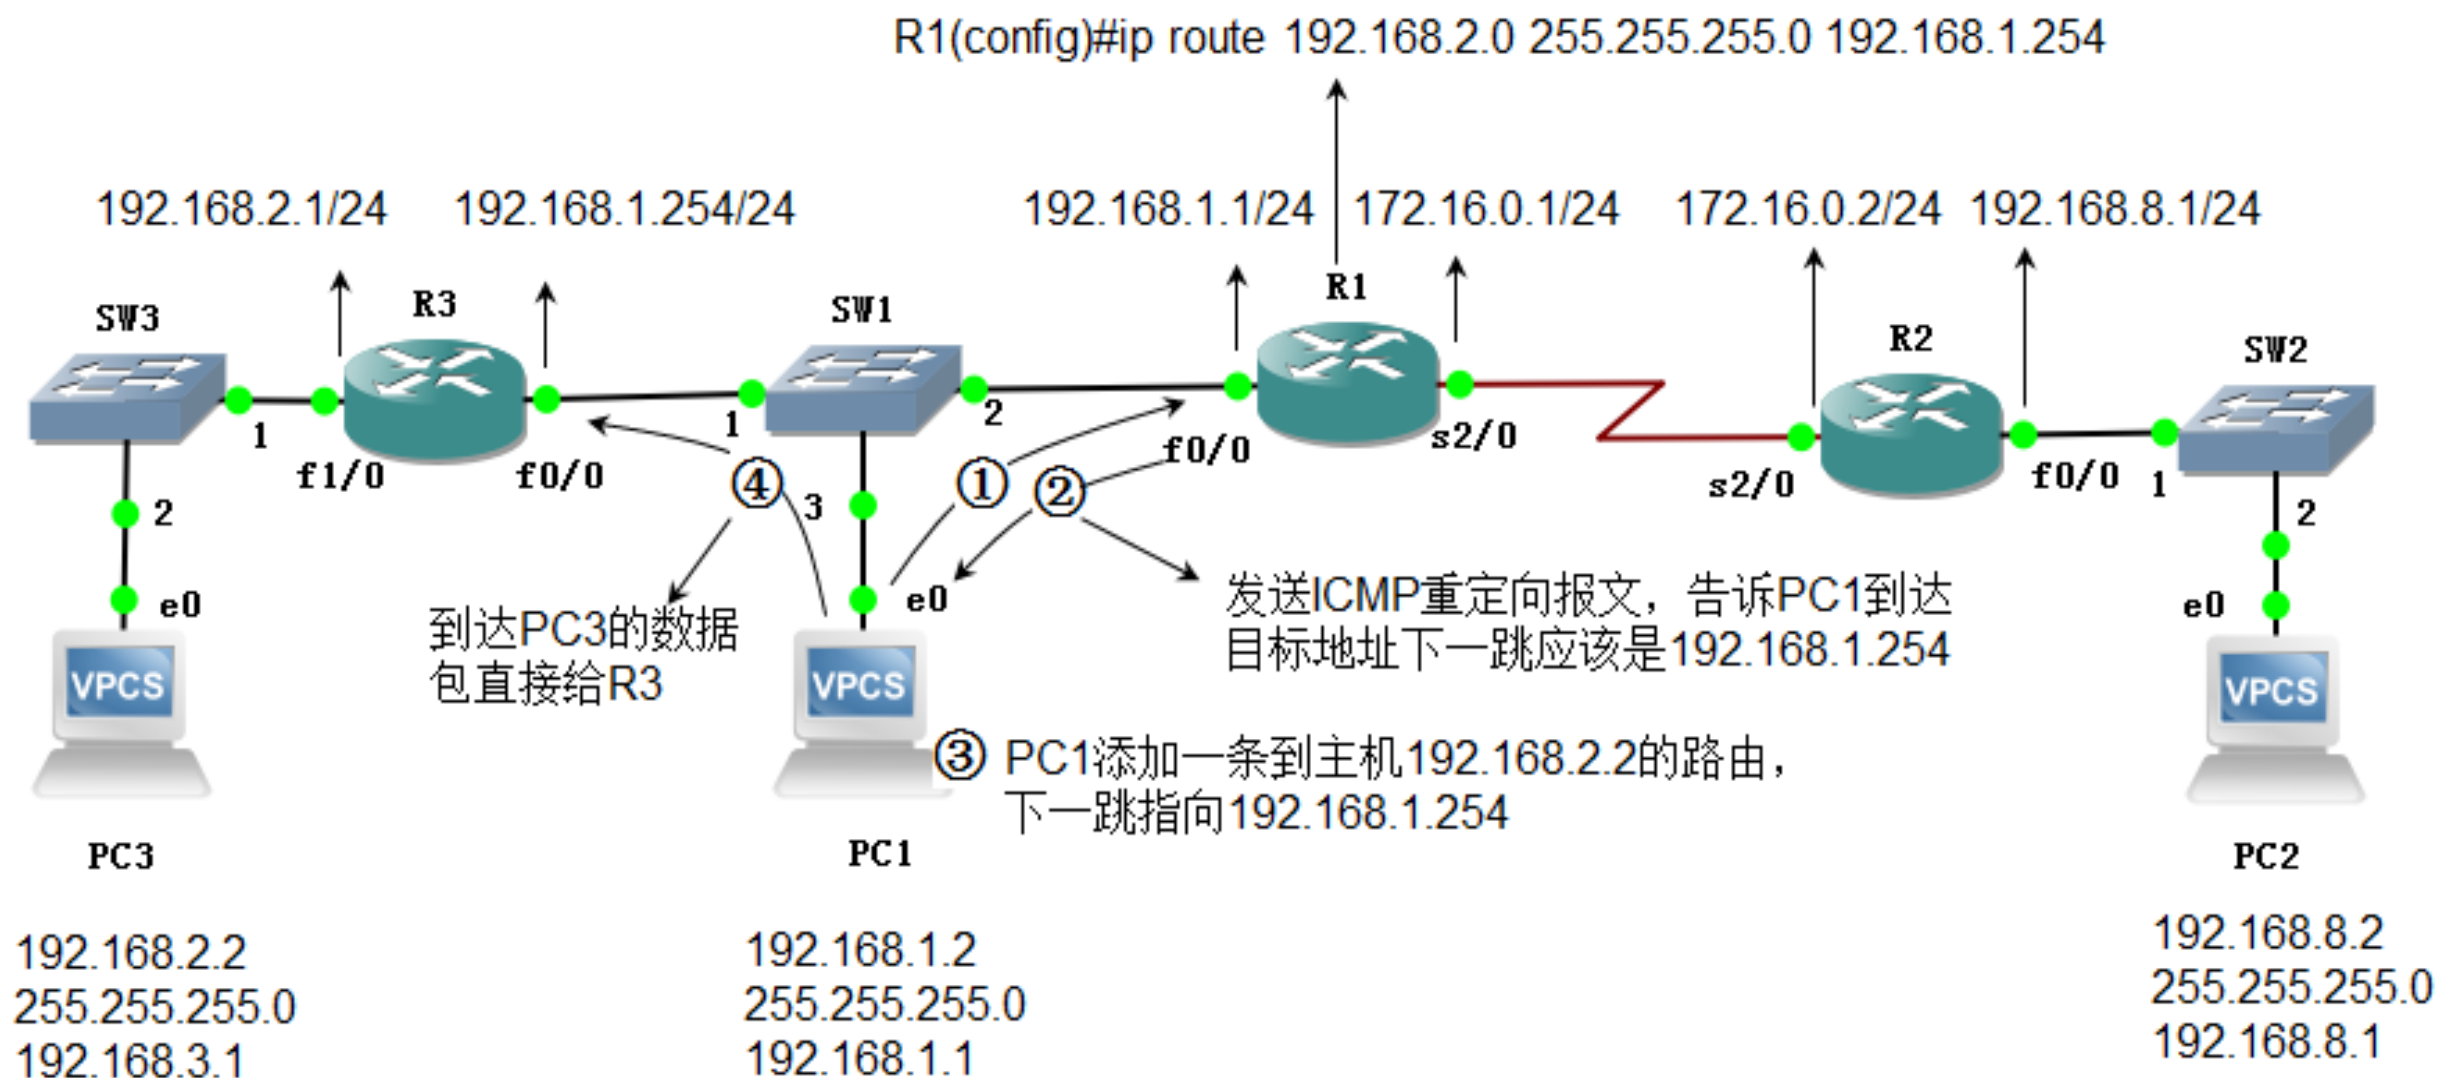 R1(config)#ip route 192.168.2.0 255.255.255.0 192.168.1.254
192.168.2.1/24
192.168.1.254/24
192.168.1.1/24
172.16.0.1/24
172.16.0.2/24
192.168.8.1/24
SW3
R3
SW1
R1
R2
SW2
1
f1/0
f0/0
1
2
f0/0
s2/0
s2/0
f0/0
1
2
④
3
①
②
2
e0
e0
e0
到达PC3的数据
包直接给R3
发送ICMP重定向报文，告诉PC1到达
目标地址下一跳应该是192.168.1.254
VPCS
VPCS
VPCS
③ PC1添加一条到主机192.168.2.2的路由，
下一跳指向192.168.1.254
PC3
PC1
PC2
192.168.2.2
255.255.255.0
192.168.3.1
192.168.1.2
255.255.255.0
192.168.1.1
192.168.8.2
255.255.255.0
192.168.8.1